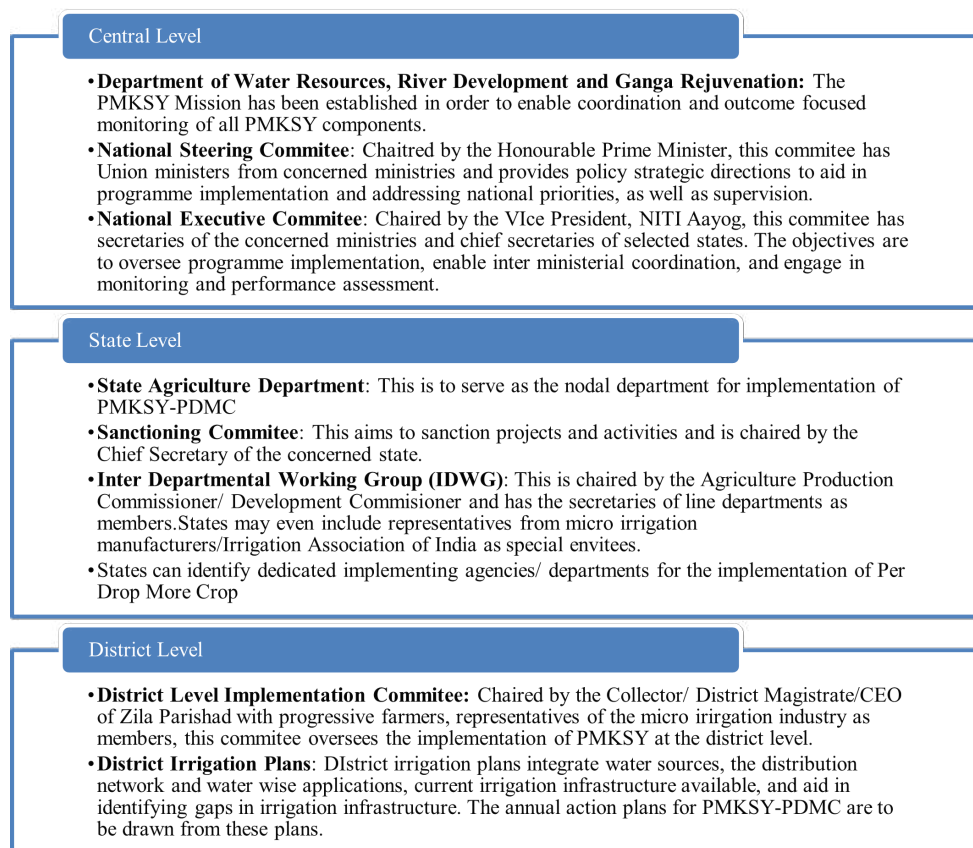 Central Level
•Department of Water Resources, River Development and Ganga Rejuvenation: The
PMKSY Mission has been established in order to enable coordination and outcome focused
monitoring of all PMKSY components.
•National Steering Commitee: Chaitred by the Honourable Prime Minister, this commitee has
Union ministers from concerned ministries and provides policy strategic directions to aid in
programme implementation and addressing national priorities, as well as supervision.
•National Executive Commitee: Chaired by the VIce President, NITI Aayog, this commitee has
secretaries of the concerned ministries and chief secretaries of selected states. The objectives are
to oversee programme implementation, enable inter ministerial coordination, and engage in
monitoring and performance assessment.
State Level
•State Agriculture Department: This is to serve as the nodal department for implementation of
PMKSY-PDMC
•Sanctioning Commitee: This aims to sanction projects and activities and is chaired by the
Chief Secretary of the concerned state.
•Inter Departmental Working Group (IDWG): This is chaired by the Agriculture Production
Commissioner/ Development Commisioner and has the secretaries of line departments as
members.States may even include representatives from micro irrigation
manufacturers/Irrigation Association of India as special envitees.
•States can identify dedicated implementing agencies/ departments for the implementation of Per
Drop More Crop
District Level
•District Level Implementation Commitee: Chaired by the Collector/ District Magistrate/CEO
of Zila Parishad with progressive farmers, representatives of the micro irirgation industry as
members, this commitee oversees the implementation of PMKSY at the district level.
•District Irrigation Plans: DIstrict irrigation plans integrate water sources, the distribution
network and water wise applications, current irrigation infrastructure available, and aid in
identifying gaps in irrigation infrastructure. The annual action plans for PMKSY-PDMC are to
be drawn from these plans.